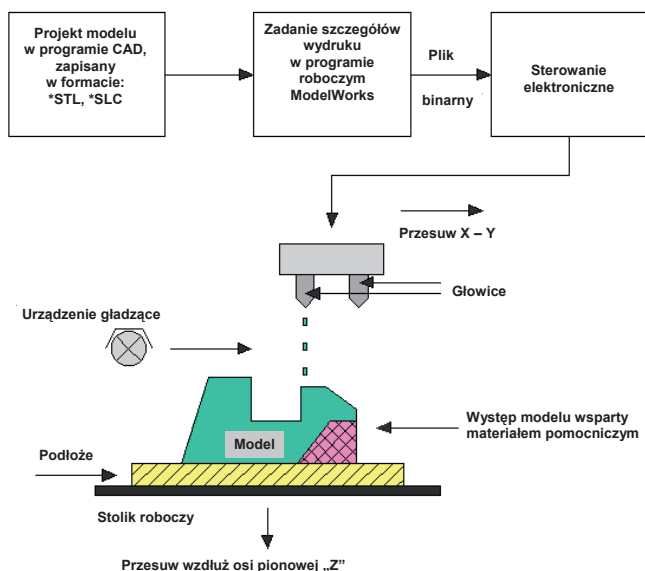 Projekt modelu
w programie CAD,
zapisany
w formacie:
*STL, *SLC
Zadanie szczegółów
wydruku
w programie
roboczym
ModelWorks
Plik
binarny
Sterowanie
elektroniczne
Przesuw X – Y
Głowice
Urządzenie gładzące
Model
Występ modelu wsparty
materiałem pomocniczym
Podłoże
Stolik roboczy
Przesuw wzdłuż osi pionowej „Z”